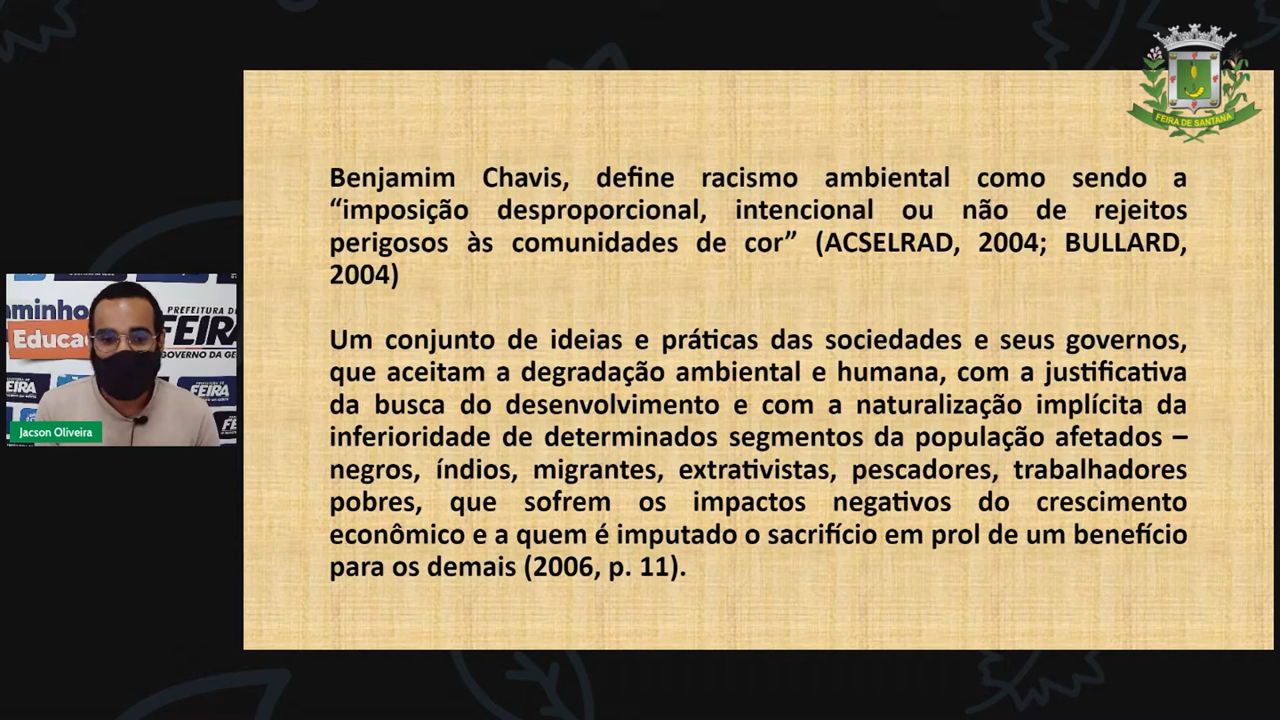 FEIRA DE SANTANA
Benjamim Chavis, define racismo ambiental como sendo a
“imposição desproporcional, intencional ou não de rejeitos
perigosos às comunidades de cor” (ACSELRAD, 2004; BULLARD,
2004)
Um conjunto de ideias e práticas das sociedades e seus governos,
que aceitam a degradação ambiental e humana, com a justificativa
da busca do desenvolvimento e com a naturalização implícita da
inferioridade de determinados segmentos da população afetados –
negros, índios, migrantes, extrativistas, pescadores, trabalhadores
pobres, que sofrem os impactos negativos do crescimento
econômico e a quem é imputado o sacrifício em prol de um benefício
para os demais (2006, p. 11).
aminho
Educa
PREFEITURA D
FEIRA
GOVERNO DA GE
EIRA
FEIRA
FE
Jacson Oliveira